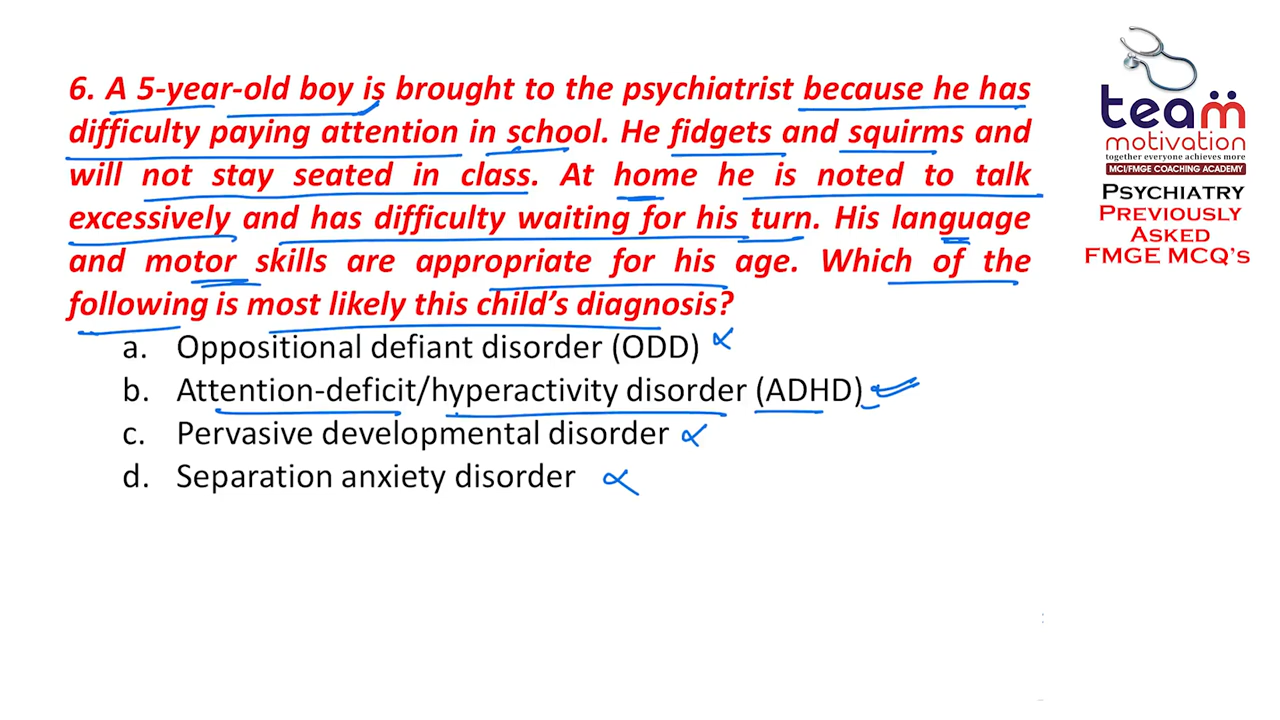 6. A 5-year-old boy is brought to the psychiatrist because he has
difficulty paying attention in school. He fidgets and squirms and
will not stay seated in class. At home he is noted to talk
excessively and has difficulty waiting for his turn. His language
and motor skills are appropriate for his age. Which of the
following is most likely this child's diagnosis?
a. Oppositional defiant disorder (ODD)
b. Attention-deficit/hyperactivity disorder (ADHD)
c. Pervasive developmental disorder
d. Separation anxiety disorder
team
motivation
together everyone achieves more
MCI/FMGE COACHING ACADEMY
PSYCHIATRY
PREVIOUSLY
ASKED
FMGE MCQ's